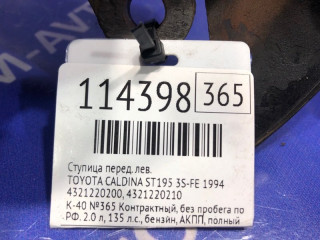 114398 365
Ступица перед. лев.
TOYOTA CALDINA ST195 3S-FE 1994
4321220200, 4321220210
К-40 №365 Контрактный, без пробега по
РФ. 2.0 л, 135 л.с., бензин, АКПП, полный